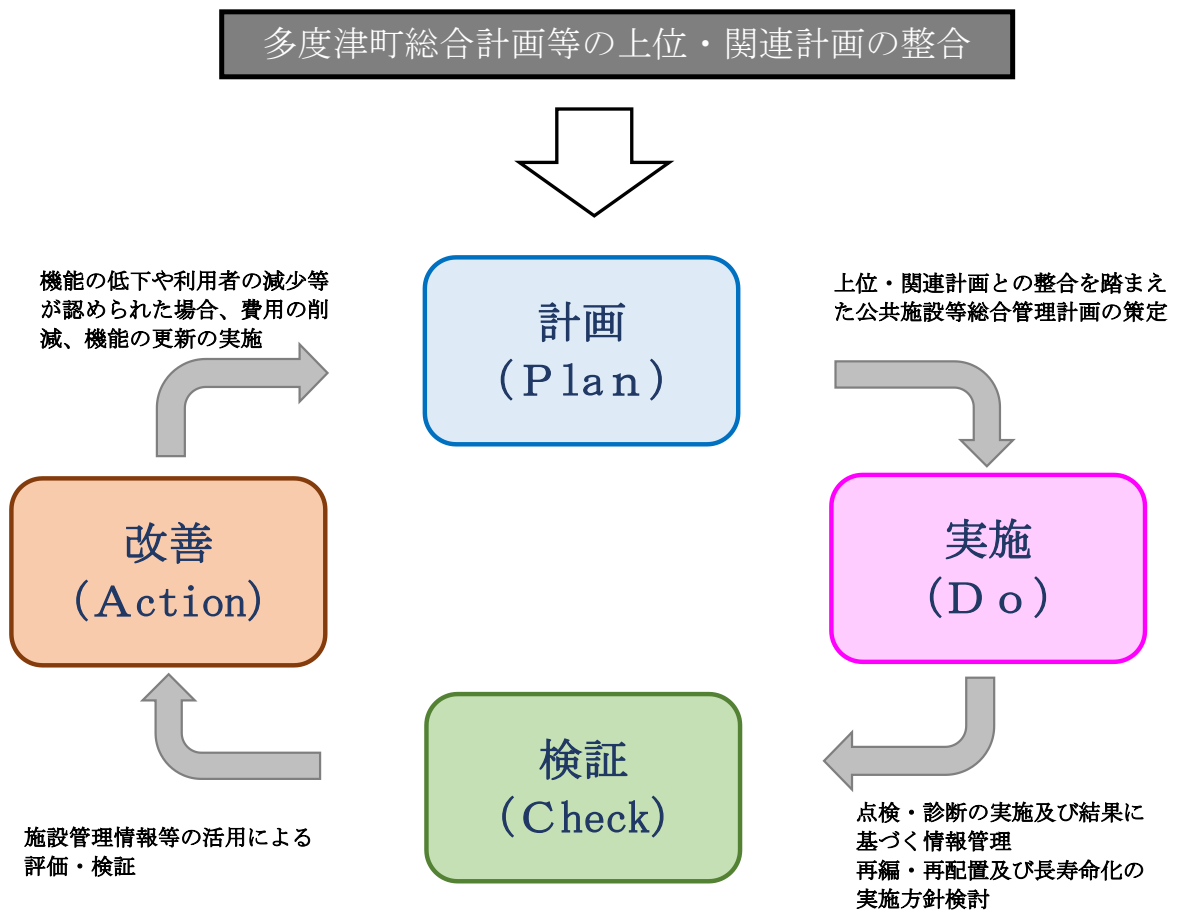 多度津町総合計画等の上位・関連計画の整合
機能の低下や利用者の減少等
が認められた場合、費用の削
減、機能の更新の実施
計画
（Ｐlaｎ）
上位・関連計画との整合を踏まえ
た公共施設等総合管理計画の策定
改善
（Ａction）
実施
（Ｄｏ）
検証
（Ｃheck）
施設管理情報等の活用による
評価・検証
点検・診断の実施及び結果に
基づく情報管理
再編・再配置及び長寿命化の
実施方針検討